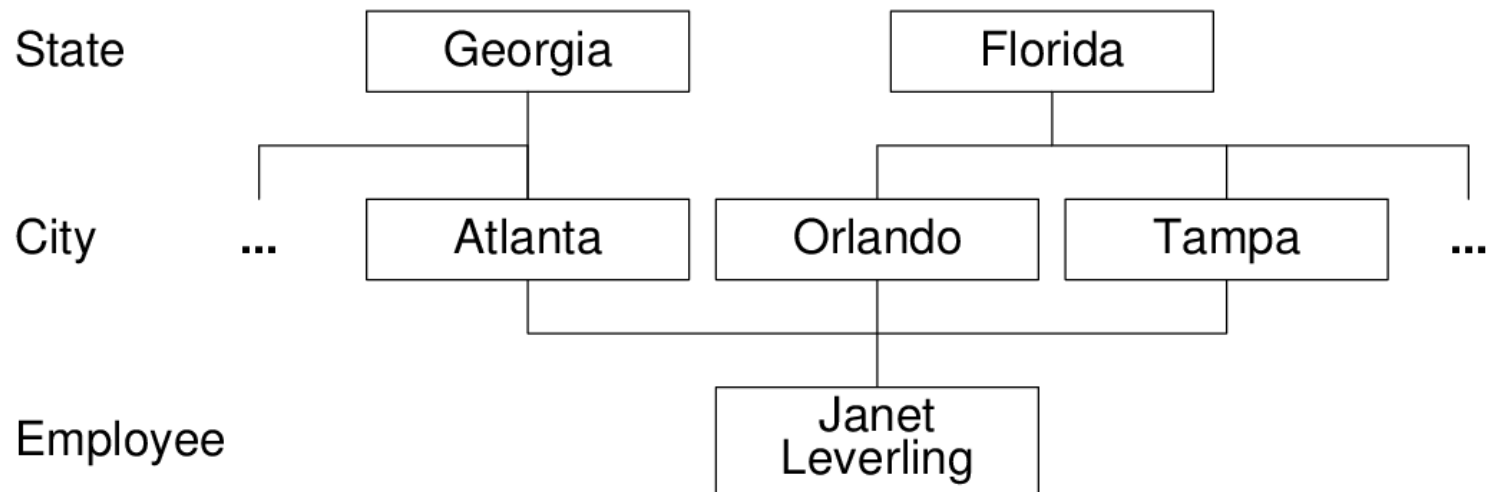 State
Georgia
Florida
City
...
Atlanta
Orlando
Tampa
...
Employee
Janet
Leverling